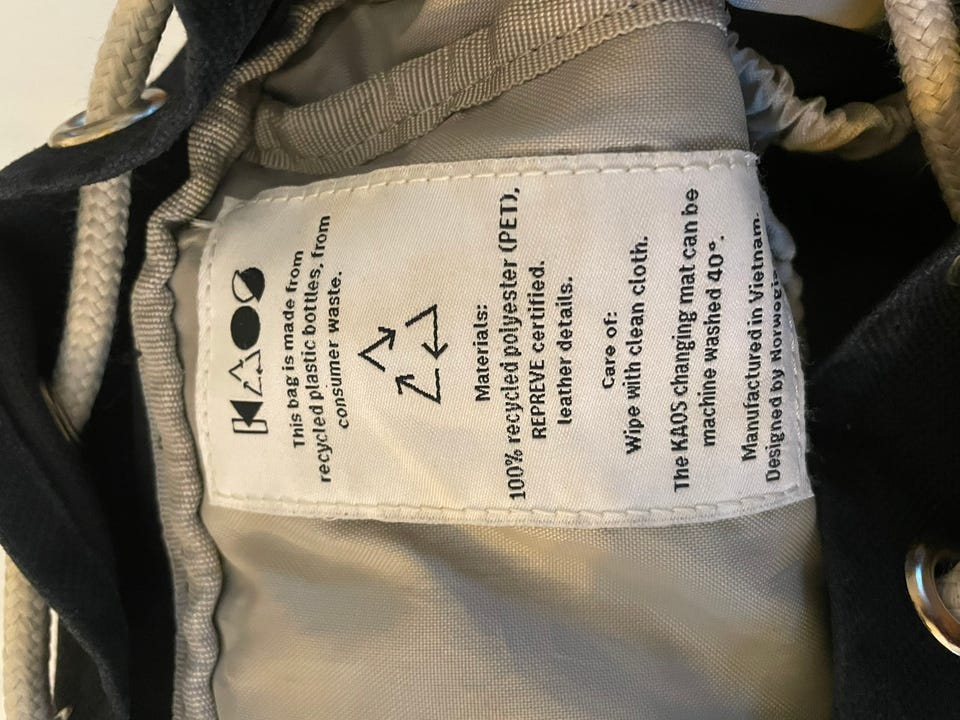 KAOS
This bag is made from
recycled plastic bottles, from
consumer waste.
Materials:
100% recycled polyester (PET),
REPREVE certified.
leather details.
Care of:
Wipe with clean cloth.
The KAOS changing mat can be
machine washed 40°.
Manufactured in Vietnam.
Designed by